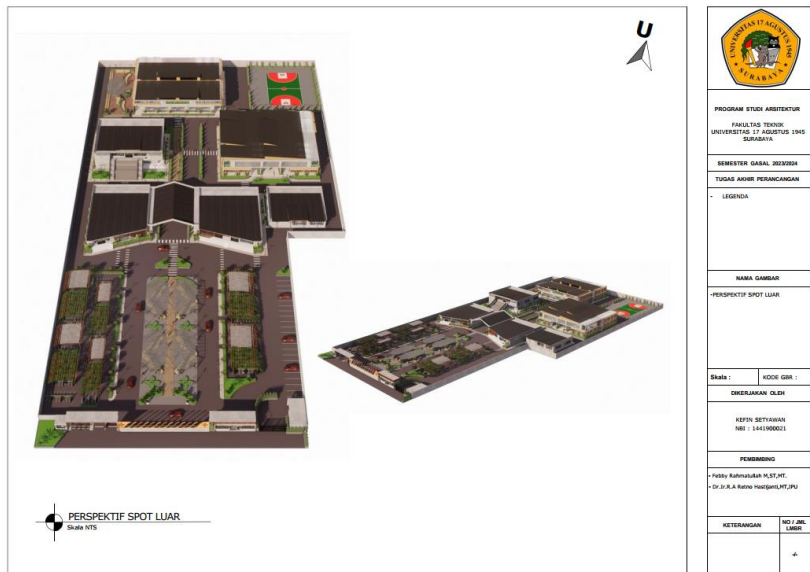 U
PERSPEKTIF SPOT LUAR
Skala NTS
UNIVERSITAS 17 AGUSTUS 1945
SURABAYA
PROGRAM STUDI ARSITEKTUR
FAKULTAS TEKNIK
UNIVERSITAS 17 AGUSTUS 1945
SURABAYA
SEMESTER GASAL 2023/2024
TUGAS AKHIR PERANCANGAN
- LEGENDA
NAMA GAMBAR
-PERSPEKTIF SPOT LUAR
Skala :
KODE GBR :
DIKERJAKAN OLEH
KEFIN SETYAWAN
NBI : 1441900021
PEMBIMBING
- Febby Rahmatullah M,ST,MT.
- Dr.Ir.R.A Retno Hastijanti,MT,IPU
KETERANGAN
NO / JML
LMBR